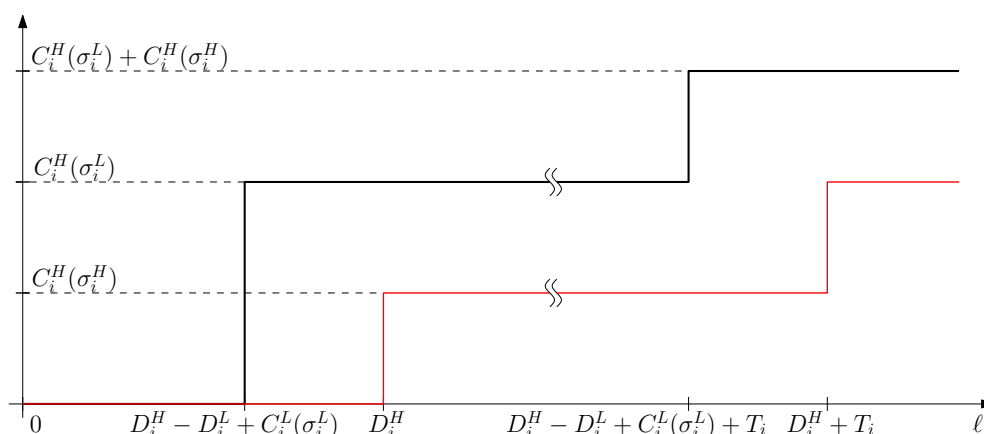 C_i^H(σ_i^L) + C_i^H(σ_i^H)
C_i^H(σ_i^L)
C_i^H(σ_i^H)
0 D_i^H − D_i^L + C_i^L(σ_i^L) D_i^H D_i^H − D_i^L + C_i^L(σ_i^L) + T_i D_i^H + T_i ℓ